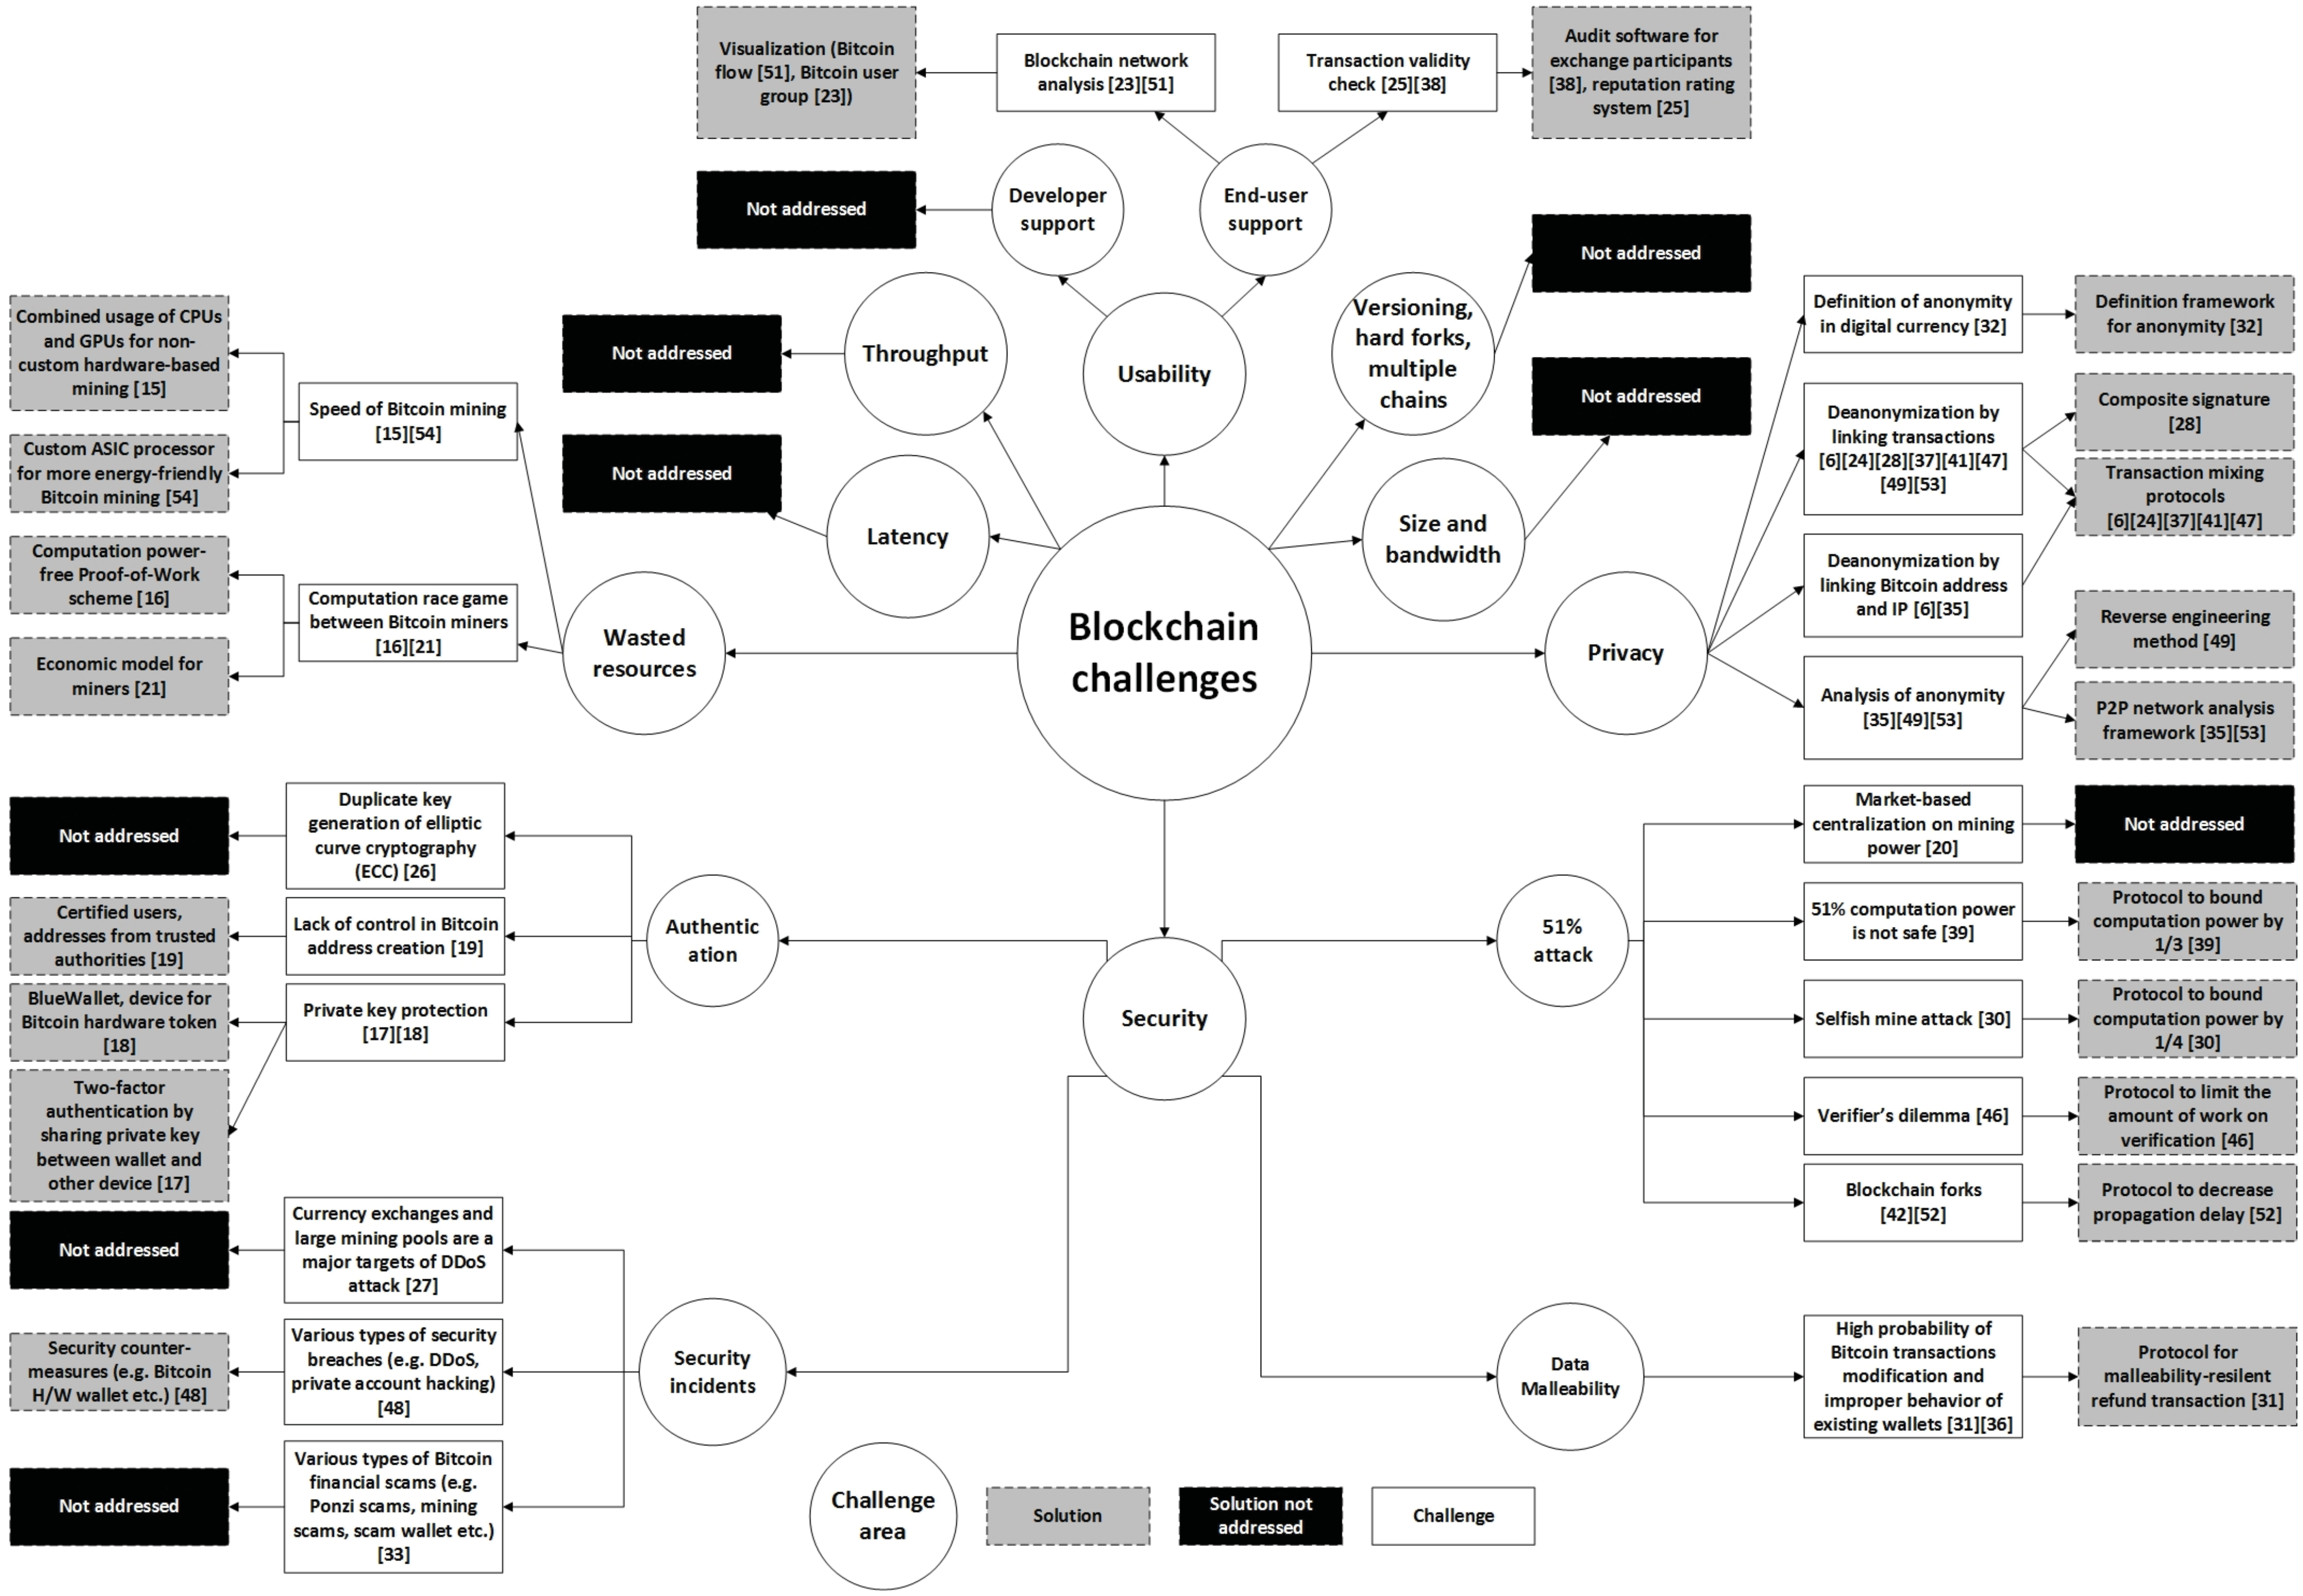 Visualization (Bitcoin
flow [51], Bitcoin user
group [23])
Blockchain network
analysis [23][51]
Transaction validity
check [25][38]
Audit software for
exchange participants
[38], reputation rating
system [25]
Not addressed
Developer
support
End-user
support
Not addressed
Not addressed
Throughput
Usability
Versioning,
hard forks,
multiple
chains
Not addressed
Not addressed
Latency
Size and
bandwidth
Combined usage of CPUs
and GPUs for non-
custom hardware-based
mining [15]
Custom ASIC processor
for more energy-friendly
Bitcoin mining [54]
Speed of Bitcoin mining
[15][54]
Computation power-
free Proof-of-Work
scheme [16]
Economic model for
miners [21]
Computation race game
between Bitcoin miners
[16][21]
Wasted
resources
Blockchain
challenges
Privacy
Definition of anonymity
in digital currency [32]
Definition framework
for anonymity [32]
Deanonymization by
linking transactions
[6][24][28][37][41][47]
[49][53]
Composite signature
[28]
Transaction mixing
protocols
[6][24][37][41][47]
Deanonymization by
linking Bitcoin address
and IP [6][35]
Analysis of anonymity
[35][49][53]
Reverse engineering
method [49]
P2P network analysis
framework [35][53]
Not addressed
Duplicate key
generation of elliptic
curve cryptography
(ECC) [26]
Certified users,
addresses from trusted
authorities [19]
Lack of control in Bitcoin
address creation [19]
BlueWallet, device for
Bitcoin hardware token
[18]
Private key protection
[17][18]
Two-factor
authentication by
sharing private key
between wallet and
other device [17]
Authentic
ation
Security
51%
attack
Market-based
centralization on mining
power [20]
Not addressed
51% computation power
is not safe [39]
Protocol to bound
computation power by
1/3 [39]
Selfish mine attack [30]
Protocol to bound
computation power by
1/4 [30]
Verifier's dilemma [46]
Protocol to limit the
amount of work on
verification [46]
Blockchain forks
[42][52]
Protocol to decrease
propagation delay [52]
Not addressed
Currency exchanges and
large mining pools are a
major targets of DDoS
attack [27]
Security counter-
measures (e.g. Bitcoin
H/W wallet etc.) [48]
Various types of security
breaches (e.g. DDoS,
private account hacking)
[48]
Not addressed
Various types of Bitcoin
financial scams (e.g.
Ponzi scams, mining
scams, scam wallet etc.)
[33]
Security
incidents
Data
Malleability
High probability of
Bitcoin transactions
modification and
improper behavior of
existing wallets [31][36]
Protocol for
malleability-resilent
refund transaction [31]
Challenge
area
Solution
Solution not
addressed
Challenge